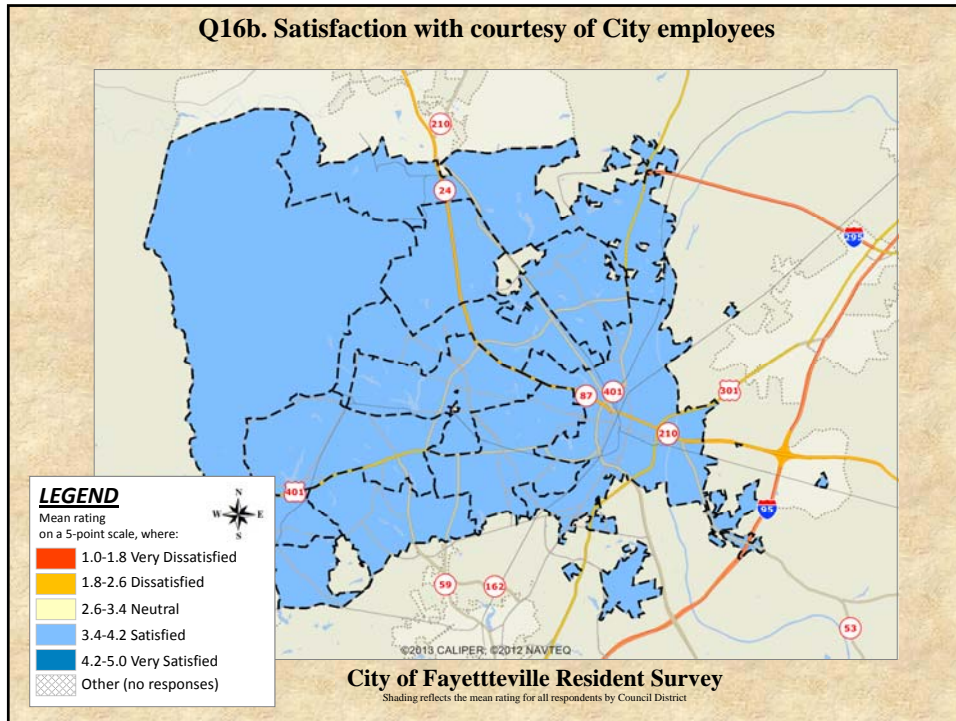 Q16b. Satisfaction with courtesy of City employees
210
24
295
87
401
301
210
401
95
59
162
53
LEGEND
N
W E
S
Mean rating
on a 5-point scale, where:
1.0-1.8 Very Dissatisfied
1.8-2.6 Dissatisfied
2.6-3.4 Neutral
3.4-4.2 Satisfied
4.2-5.0 Very Satisfied
Other (no responses)
©2013 CALIPER; ©2012 NAVTEQ
City of Fayettteville Resident Survey
Shading reflects the mean rating for all respondents by Council District